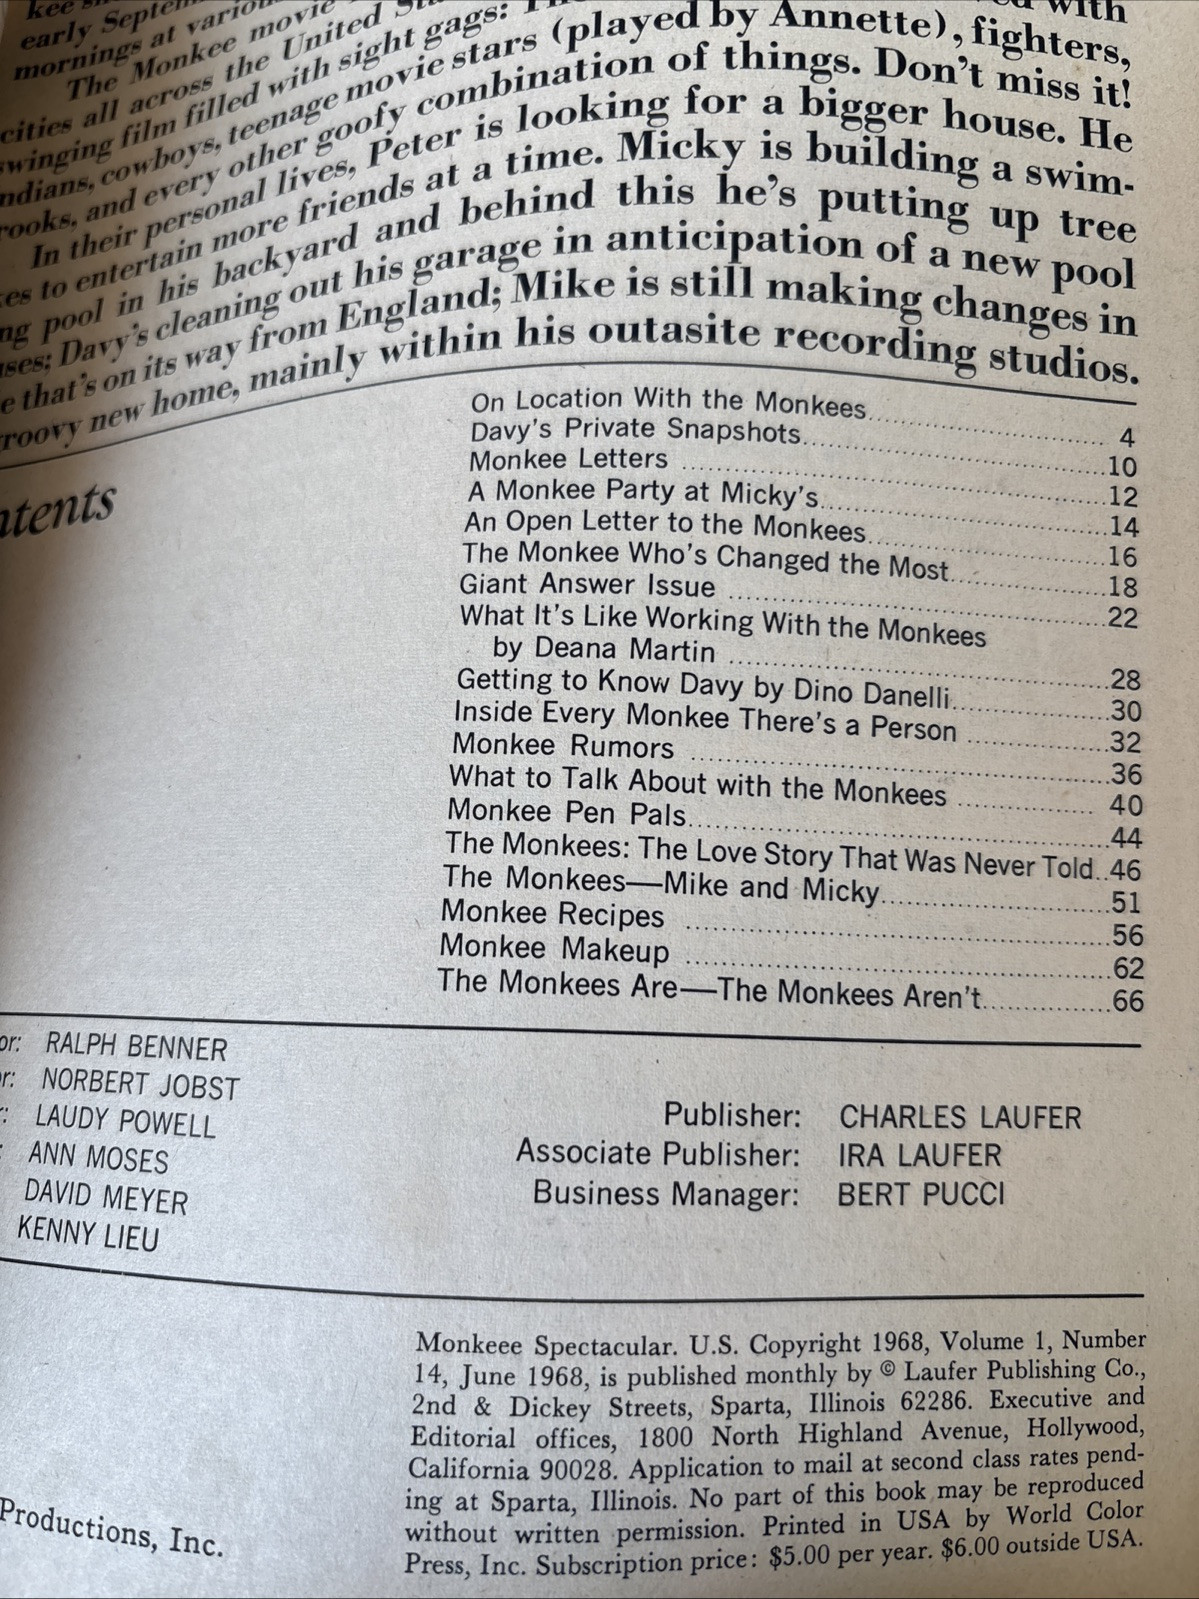 early Septem
mornings at variou
with
The Monkee movie
cities all across the United Sta
swinging film filled with sight gags:
ndians, cowboys, teenage movie stars (played by Annette), fighters,
rooks, and every other goofy combination of things. Don't miss it!
In their personal lives, Peter is looking for a bigger house. He
es to entertain more friends at a time. Micky is building a swim-
ng pool in his backyard and behind this he's putting up tree
ses; Davy's cleaning out his garage in anticipation of a new pool
e that's on its way from England; Mike is still making changes in
roovy new home, mainly within his outasite recording studios.
ntents
On Location With the Monkees 4
Davy's Private Snapshots 10
Monkee Letters 12
A Monkee Party at Micky's 14
An Open Letter to the Monkees 16
The Monkee Who's Changed the Most 18
Giant Answer Issue 22
What It's Like Working With the Monkees
by Deana Martin 28
Getting to Know Davy by Dino Danelli 30
Inside Every Monkee There's a Person 32
Monkee Rumors 36
What to Talk About with the Monkees 40
Monkee Pen Pals 44
The Monkees: The Love Story That Was Never Told 46
The Monkees—Mike and Micky 51
Monkee Recipes 56
Monkee Makeup 62
The Monkees Are—The Monkees Aren't 66
or: RALPH BENNER
r: NORBERT JOBST
r: LAUDY POWELL
: ANN MOSES
DAVID MEYER
KENNY LIEU
Publisher: CHARLES LAUFER
Associate Publisher: IRA LAUFER
Business Manager: BERT PUCCI
Productions, Inc.
Monkeee Spectacular. U.S. Copyright 1968, Volume 1, Number
14, June 1968, is published monthly by © Laufer Publishing Co.,
2nd & Dickey Streets, Sparta, Illinois 62286. Executive and
Editorial offices, 1800 North Highland Avenue, Hollywood,
California 90028. Application to mail at second class rates pend-
ing at Sparta, Illinois. No part of this book may be reproduced
without written permission. Printed in USA by World Color
Press, Inc. Subscription price: $5.00 per year. $6.00 outside USA.